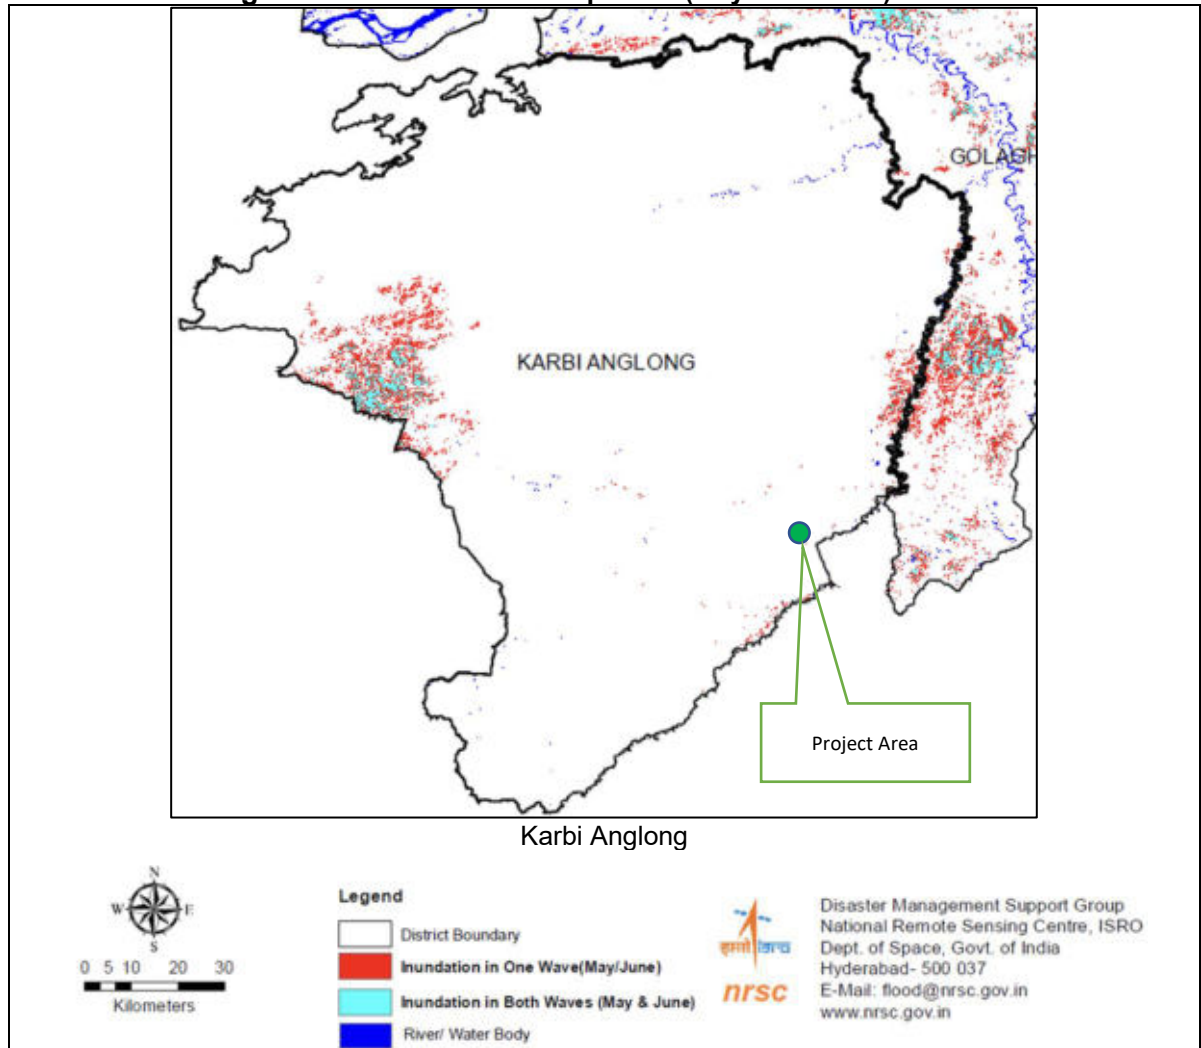 GOLAGH
KARBI ANGLONG
Project Area
Karbi Anglong
N
W E
S
0 5 10 20 30
Kilometers
Legend
District Boundary
Inundation in One Wave(May/June)
Inundation in Both Waves (May & June)
River/ Water Body
इसरो isro
nrsc
Disaster Management Support Group
National Remote Sensing Centre, ISRO
Dept. of Space, Govt. of India
Hyderabad- 500 037
E-Mail: flood@nrsc.gov.in
www.nrsc.gov.in